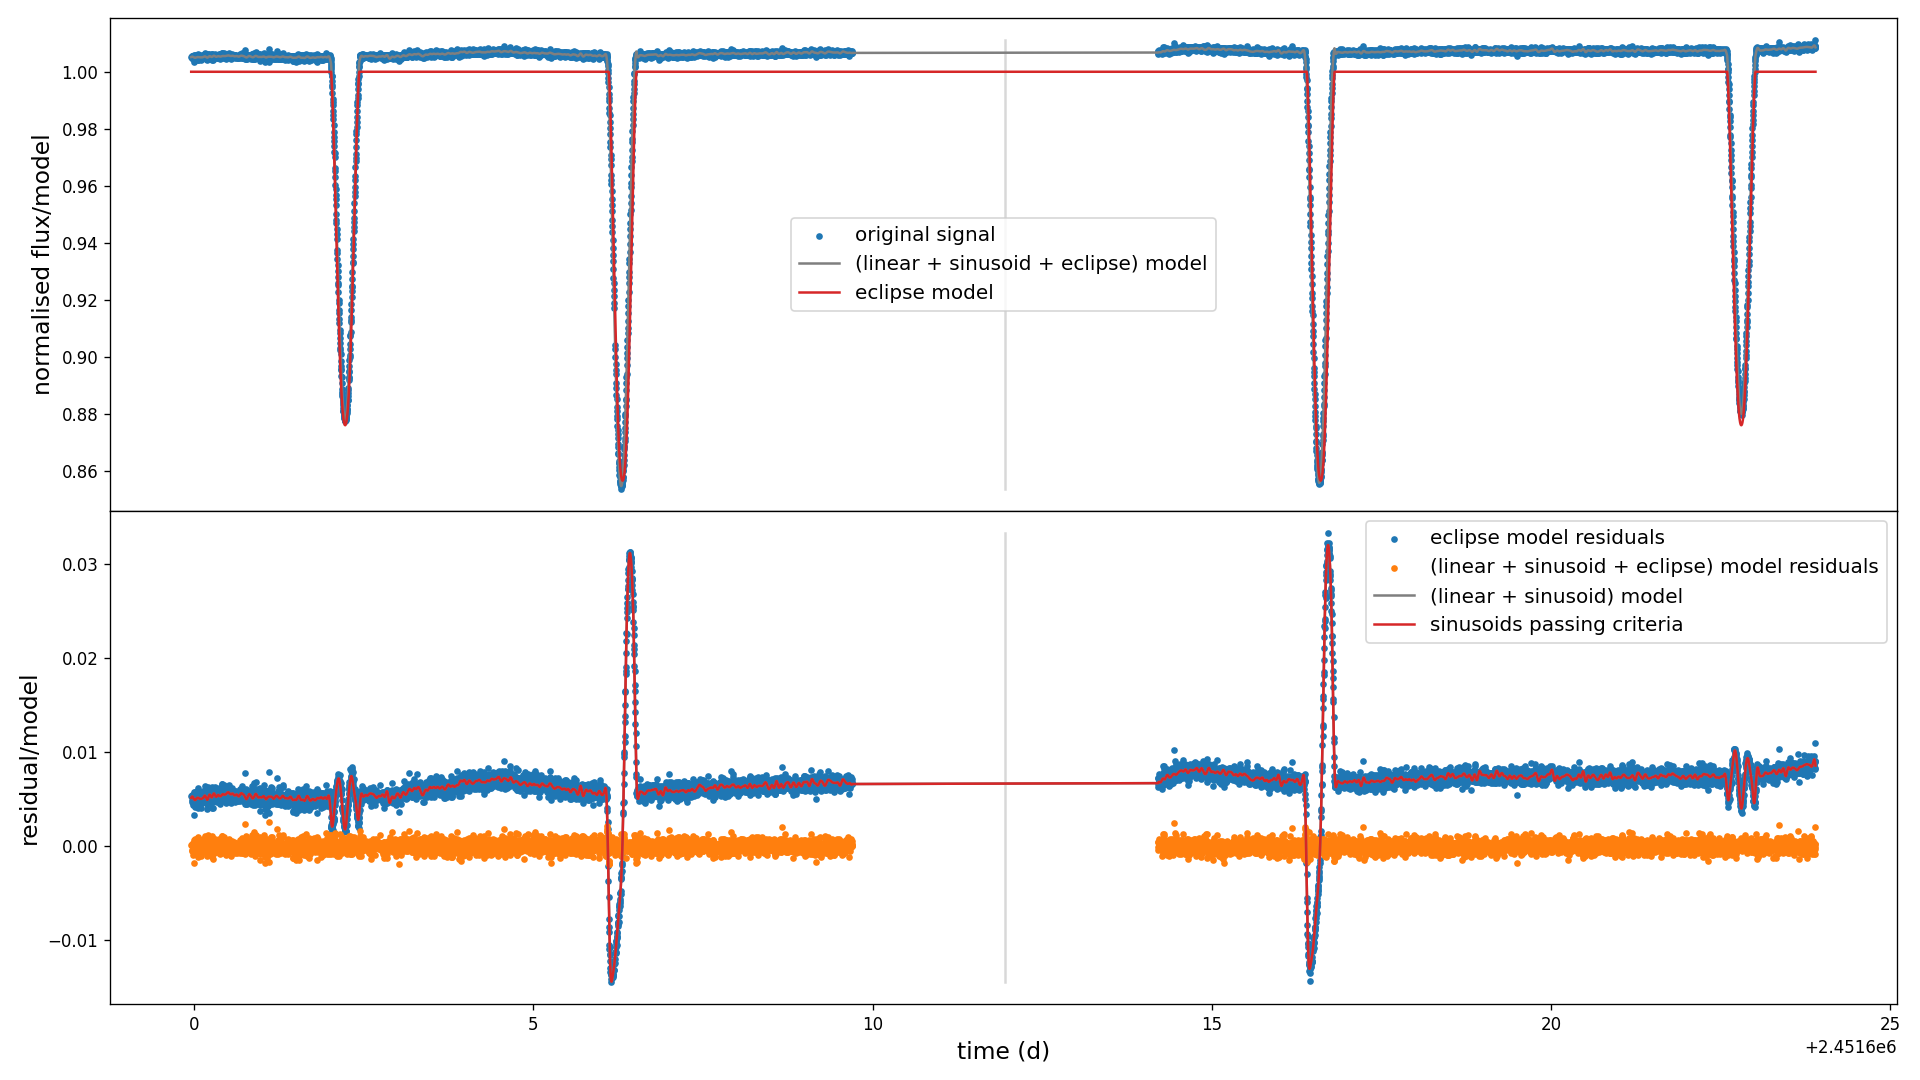 normalised flux/model
1.00
0.98
0.96
0.94
0.92
0.90
0.88
0.86
original signal
(linear + sinusoid + eclipse) model
eclipse model
residual/model
0.03
0.02
0.01
0.00
−0.01
eclipse model residuals
(linear + sinusoid + eclipse) model residuals
(linear + sinusoid) model
sinusoids passing criteria
0 5 10 15 20 25
time (d)
+2.4516e6